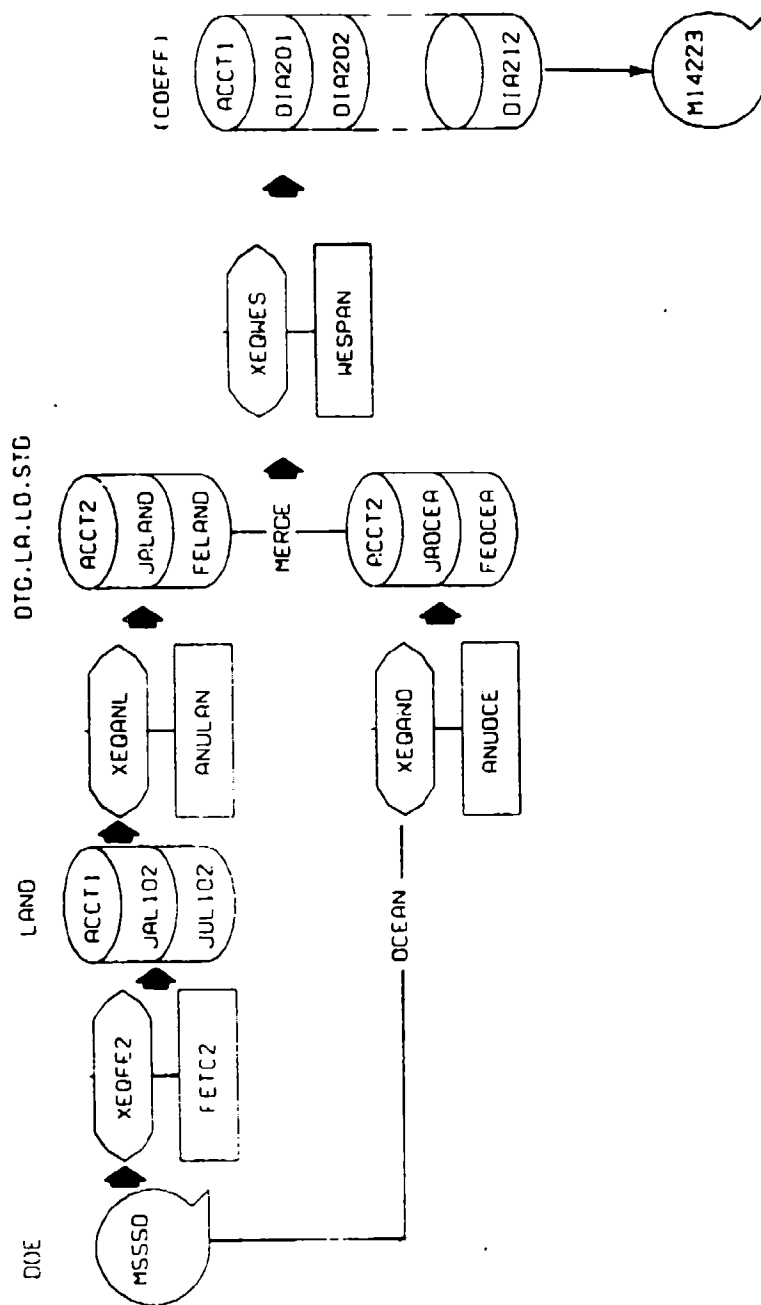 DOE
LAND
DTG.LA.LO.STD
(COEFF)
MSSSO
XEQFE2
FETC2
ACCT1
JAL102
JUL102
XEQANL
ANULAN
ACCT2
JALAND
FELAND
MERGE
OCEAN
XEQANO
ANUOCE
ACCT2
JAOCEA
FEOCEA
XEQWES
WESPAN
ACCT1
DIA201
DIA202
DIA212
M14223